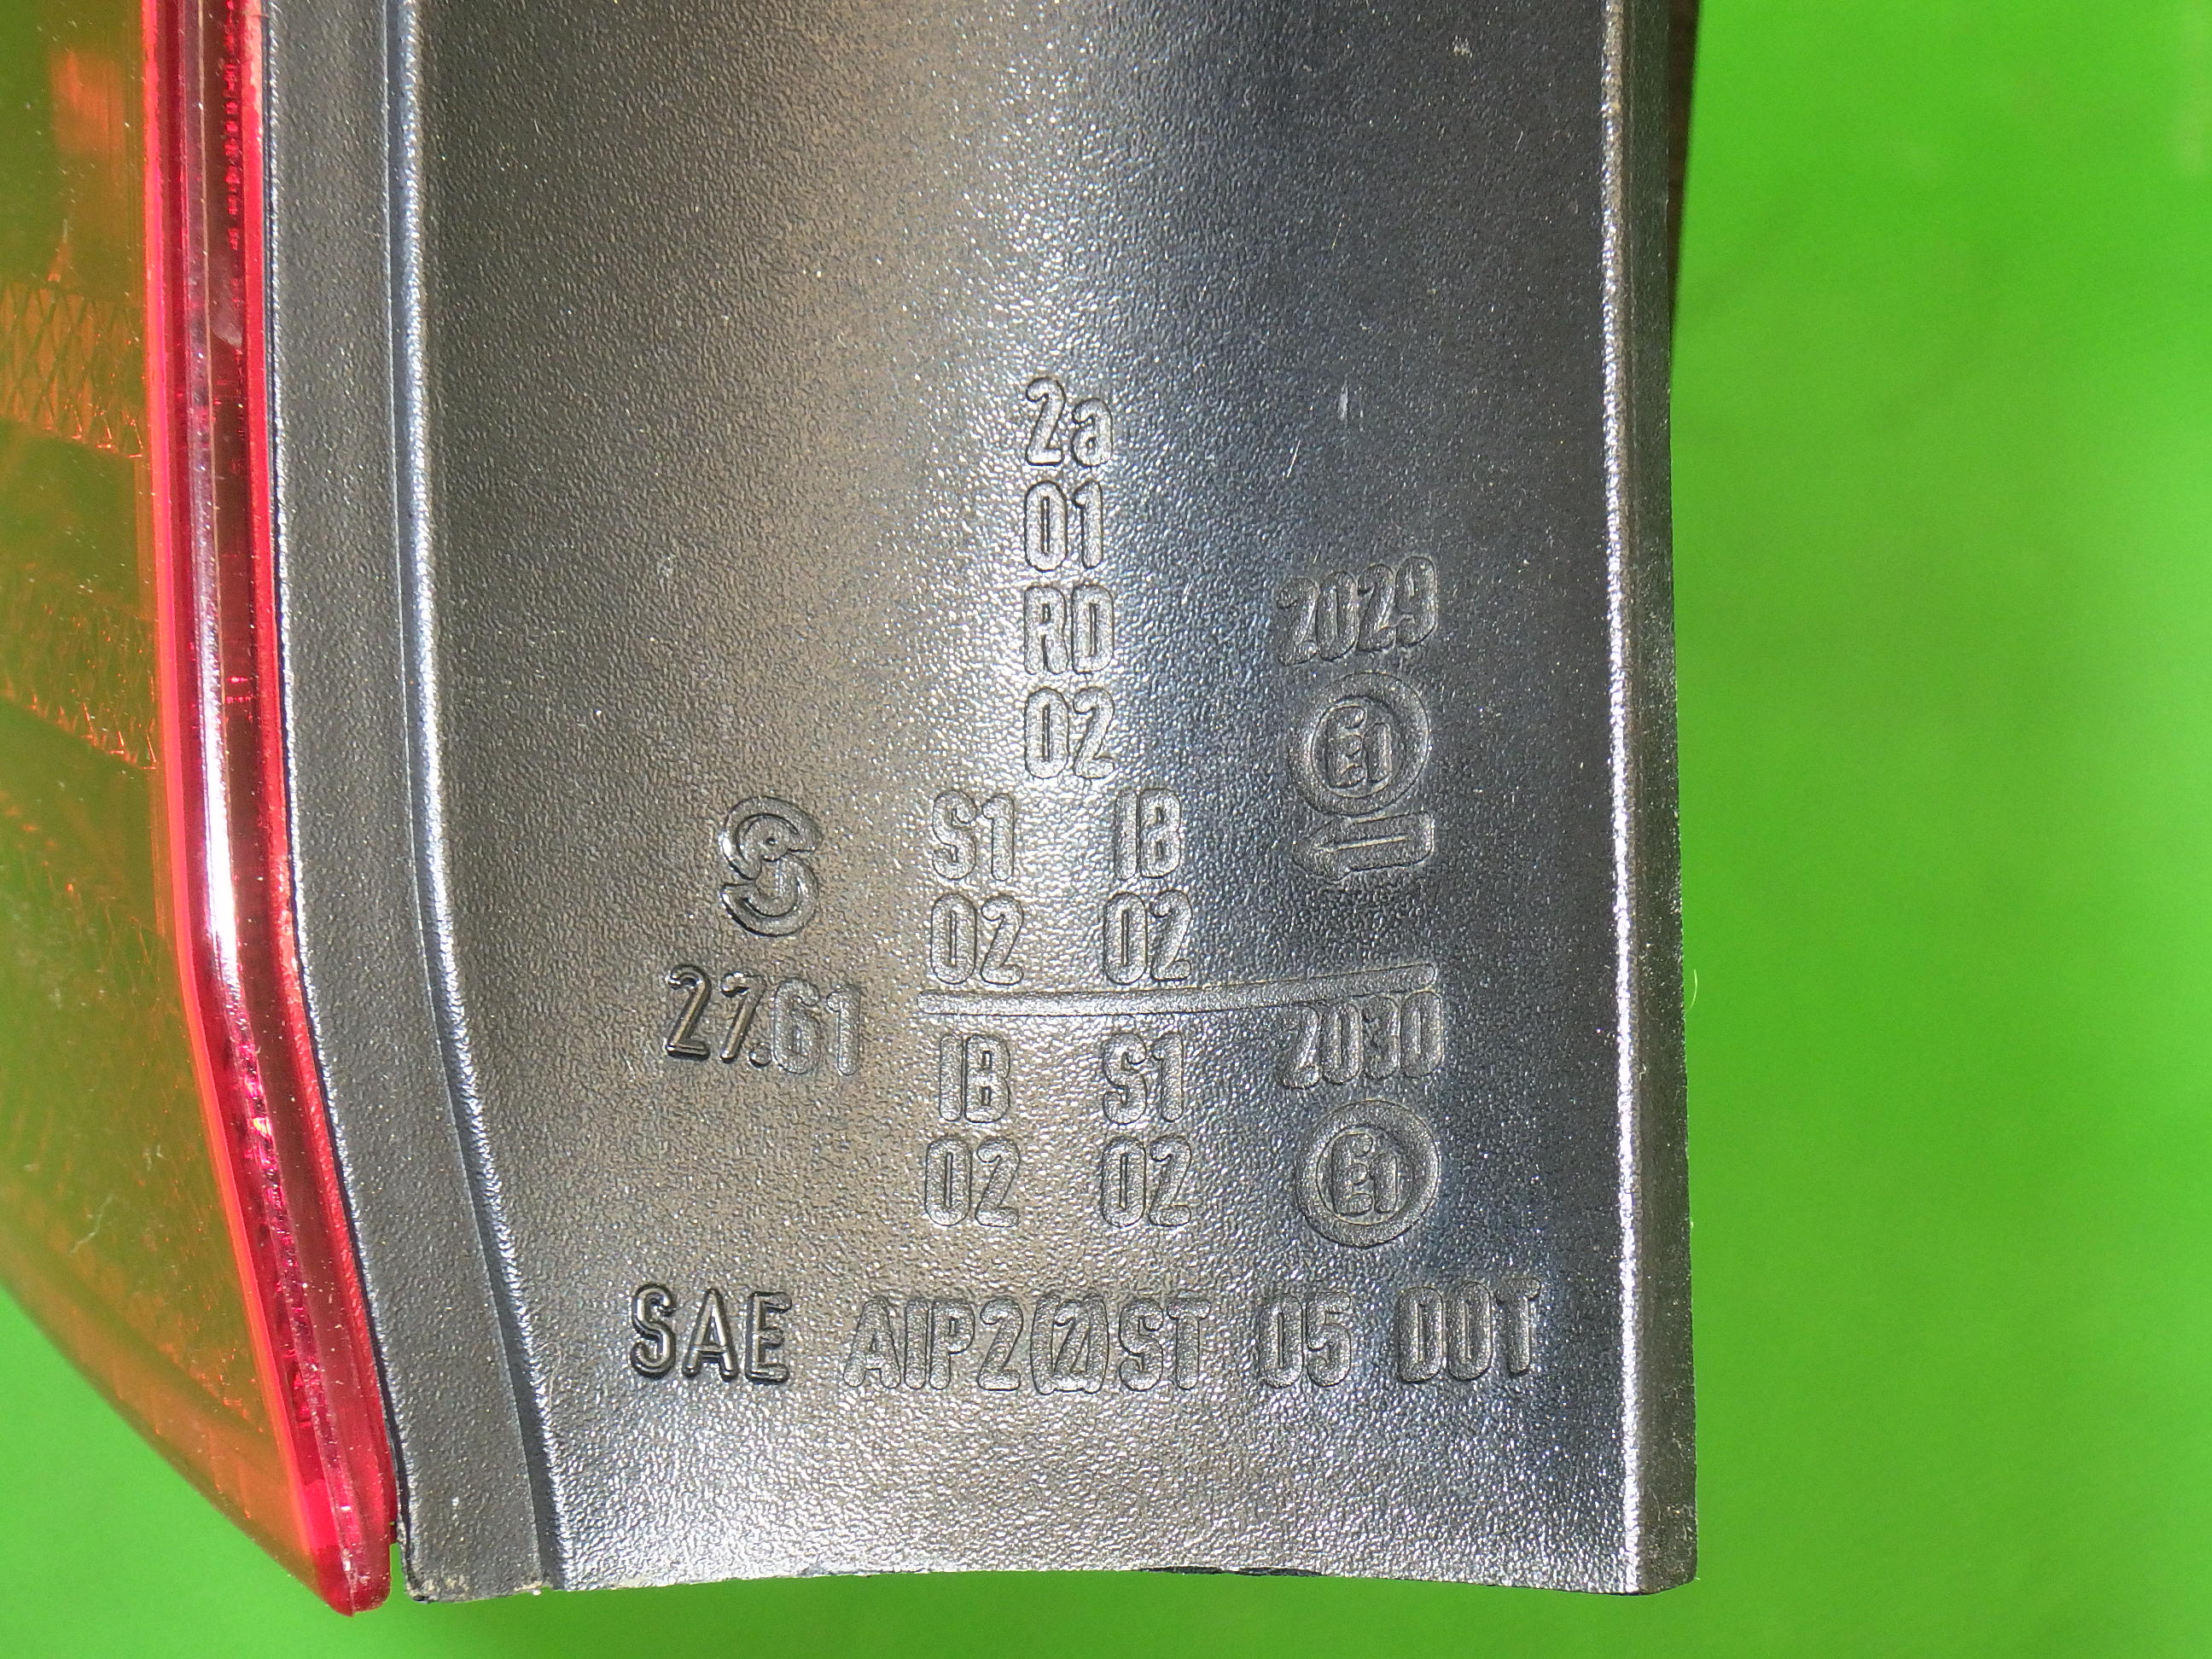 2a
01
RD
02
2029
E1
S1 IB
02 02
27.61
2030
IB S1
02 02
E1
SAE AIP2(2)ST 05 DOT